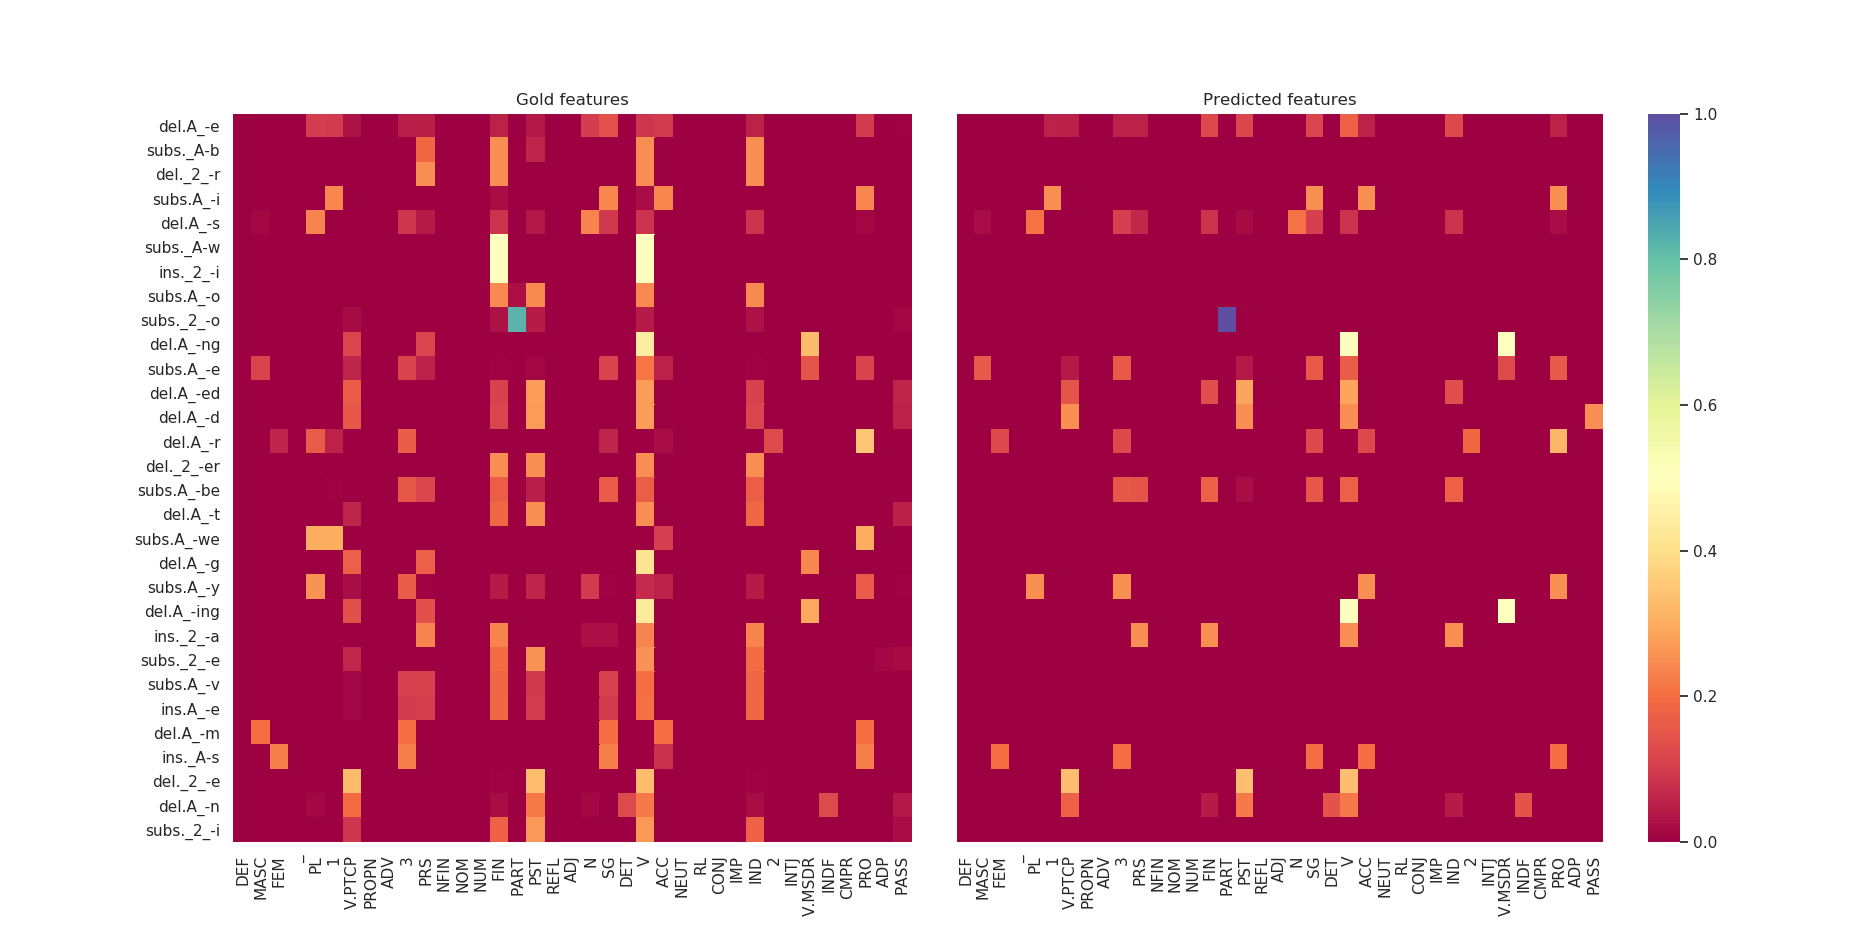 Gold features
Predicted features
del.A_-e
subs._A-b
del._2_-r
subs.A_-i
del.A_-s
subs._A-w
ins._2_-i
subs.A_-o
subs._2_-o
del.A_-ng
subs.A_-e
del.A_-ed
del.A_-d
del.A_-r
del._2_-er
subs.A_-be
del.A_-t
subs.A_-we
del.A_-g
subs.A_-y
del.A_-ing
ins._2_-a
subs._2_-e
subs.A_-v
ins.A_-e
del.A_-m
ins._A-s
del._2_-e
del.A_-n
subs._2_-i
DEF
MASC
FEM
_
PL
1
V.PTCP
PROPN
ADV
3
PRS
NFIN
NOM
NUM
FIN
PART
PST
REFL
ADJ
N
SG
DET
V
ACC
NEUT
RL
CONJ
IMP
IND
2
INTJ
V.MSDR
INDF
CMPR
PRO
ADP
PASS
DEF
MASC
FEM
_
PL
1
V.PTCP
PROPN
ADV
3
PRS
NFIN
NOM
NUM
FIN
PART
PST
REFL
ADJ
N
SG
DET
V
ACC
NEUT
RL
CONJ
IMP
IND
2
INTJ
V.MSDR
INDF
CMPR
PRO
ADP
PASS
1.0
0.8
0.6
0.4
0.2
0.0